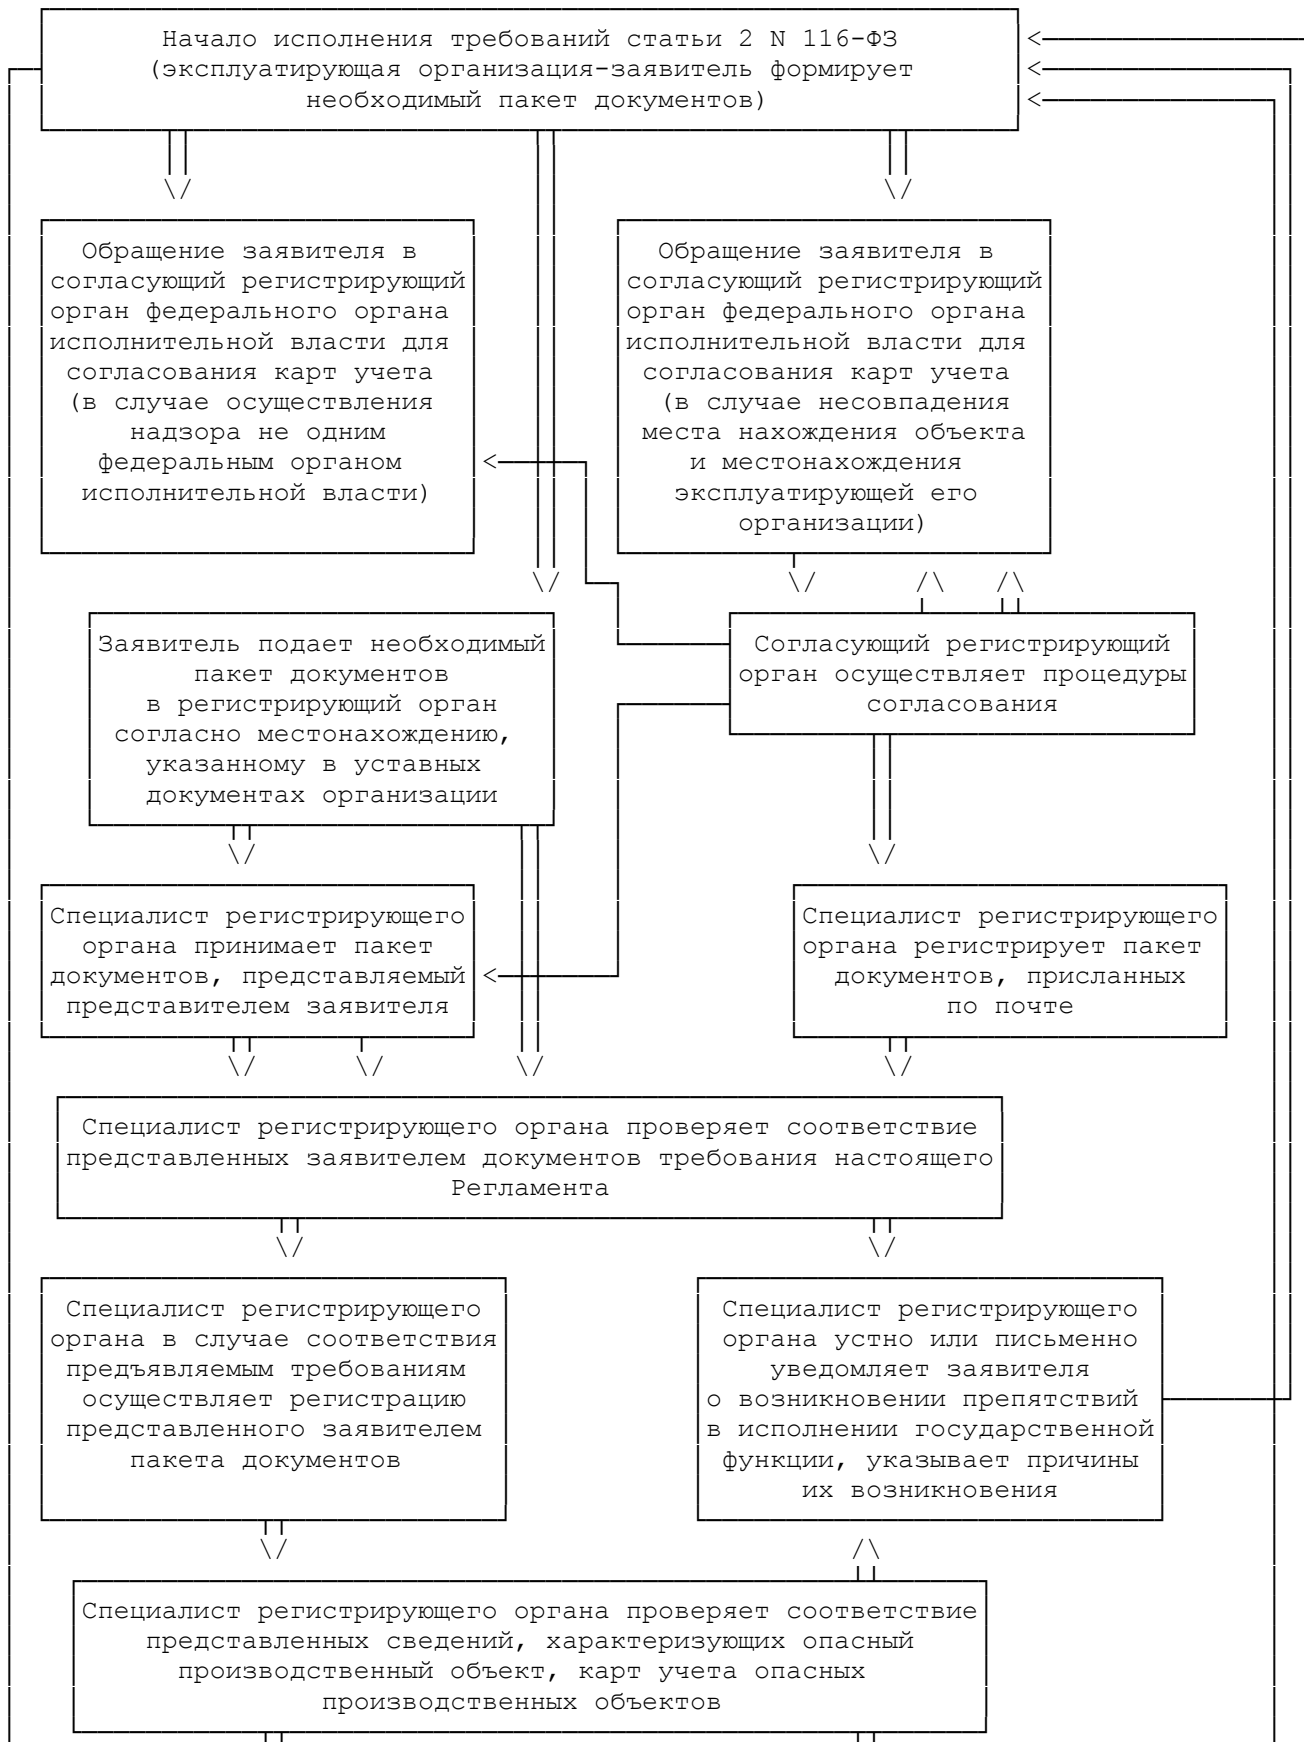 Начало исполнения требований статьи 2 N 116-ФЗ
(эксплуатирующая организация-заявитель формирует
необходимый пакет документов)
Обращение заявителя в
согласующий регистрирующий
орган федерального органа
исполнительной власти для
согласования карт учета
(в случае осуществления
надзора не одним
федеральным органом
исполнительной власти)
Обращение заявителя в
согласующий регистрирующий
орган федерального органа
исполнительной власти для
согласования карт учета
(в случае несовпадения
места нахождения объекта
и местонахождения
эксплуатирующей его
организации)
Заявитель подает необходимый
пакет документов
в регистрирующий орган
согласно местонахождению,
указанному в уставных
документах организации
Согласующий регистрирующий
орган осуществляет процедуры
согласования
Специалист регистрирующего
органа принимает пакет
документов, представляемый
представителем заявителя
Специалист регистрирующего
органа регистрирует пакет
документов, присланных
по почте
Специалист регистрирующего органа проверяет соответствие
представленных заявителем документов требования настоящего
Регламента
Специалист регистрирующего
органа в случае соответствия
предъявляемым требованиям
осуществляет регистрацию
представленного заявителем
пакета документов
Специалист регистрирующего
органа устно или письменно
уведомляет заявителя
о возникновении препятствий
в исполнении государственной
функции, указывает причины
их возникновения
Специалист регистрирующего органа проверяет соответствие
представленных сведений, характеризующих опасный
производственный объект, карт учета опасных
производственных объектов